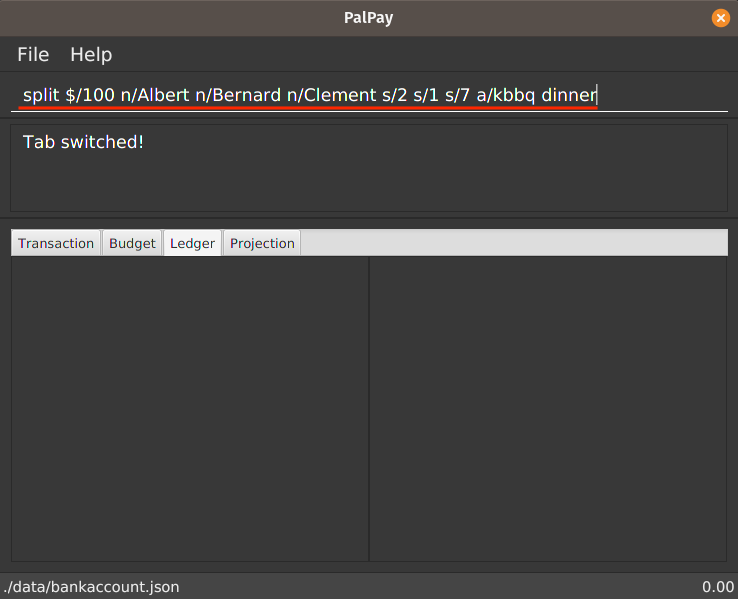 PalPay
File Help
split $/100 n/Albert n/Bernard n/Clement s/2 s/1 s/7 a/kbbq dinner
Tab switched!
Transaction Budget Ledger Projection
./data/bankaccount.json 0.00